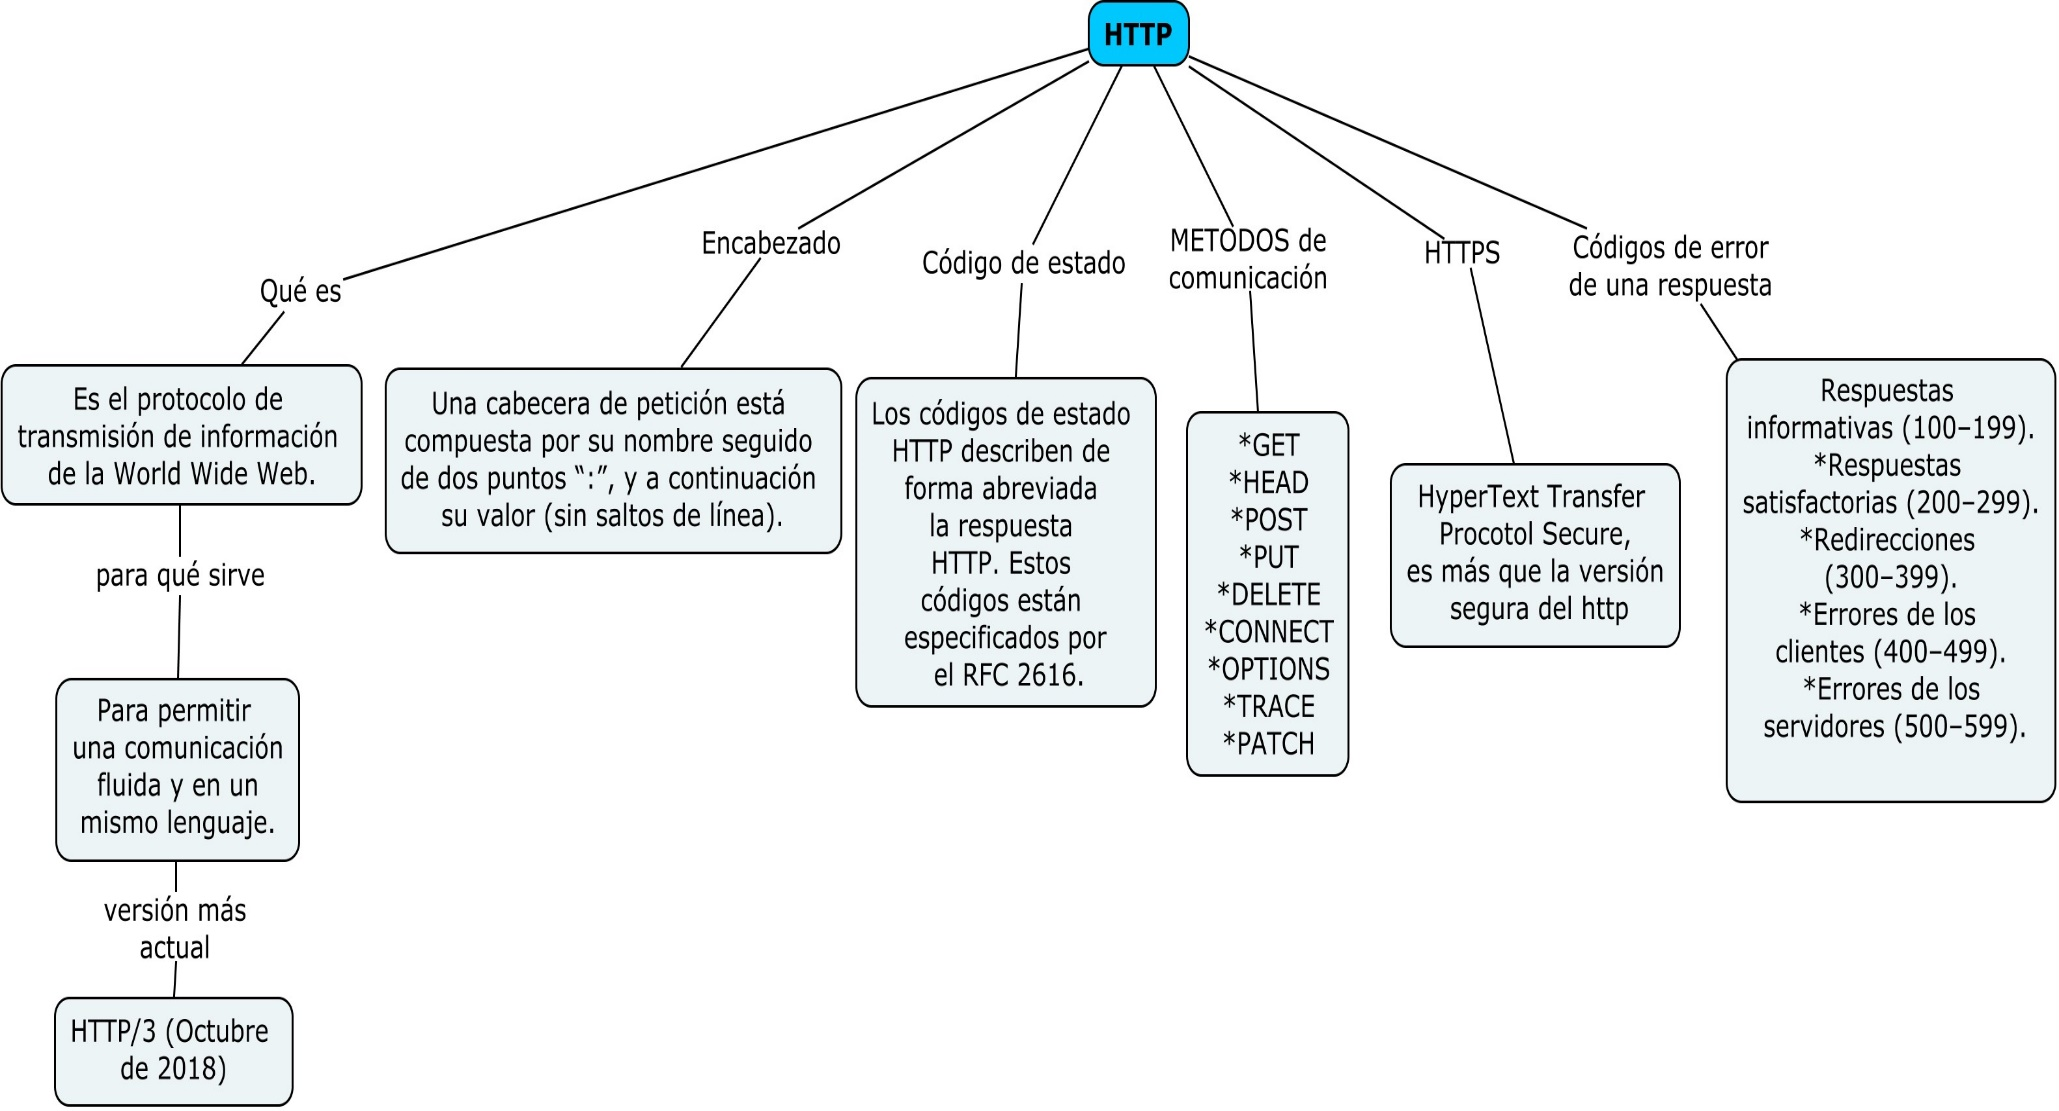 HTTP
Qué es
Es el protocolo de
transmisión de información
de la World Wide Web.
para qué sirve
Para permitir
una comunicación
fluida y en un
mismo lenguaje.
versión más
actual
HTTP/3 (Octubre
de 2018)
Encabezado
Una cabecera de petición está
compuesta por su nombre seguido
de dos puntos “:”, y a continuación
su valor (sin saltos de línea).
Código de estado
Los códigos de estado
HTTP describen de
forma abreviada
la respuesta
HTTP. Estos
códigos están
especificados por
el RFC 2616.
METODOS de
comunicación
*GET
*HEAD
*POST
*PUT
*DELETE
*CONNECT
*OPTIONS
*TRACE
*PATCH
HTTPS
HyperText Transfer
Procotol Secure,
es más que la versión
segura del http
Códigos de error
de una respuesta
Respuestas
informativas (100–199).
*Respuestas
satisfactorias (200–299).
*Redirecciones
(300–399).
*Errores de los
clientes (400–499).
*Errores de los
servidores (500–599).